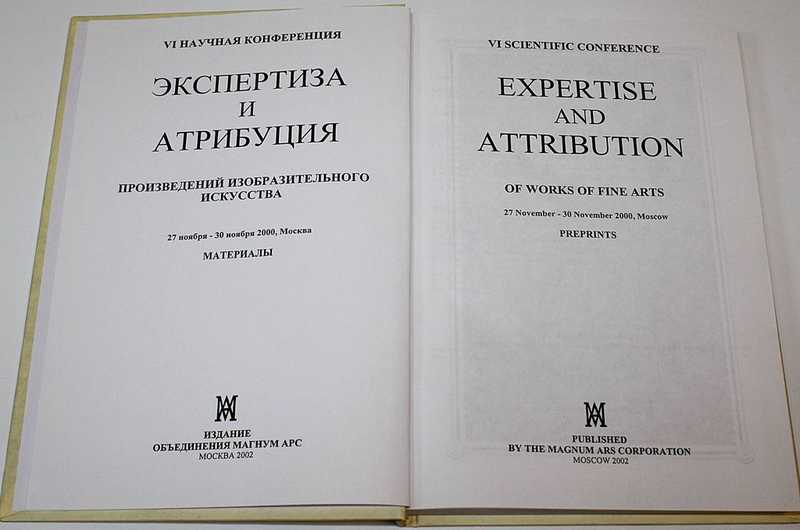 VI НАУЧНАЯ КОНФЕРЕНЦИЯ
ЭКСПЕРТИЗА
И
АТРИБУЦИЯ
ПРОИЗВЕДЕНИЙ ИЗОБРАЗИТЕЛЬНОГО
ИСКУССТВА
27 ноября - 30 ноября 2000, Москва
МАТЕРИАЛЫ
ИЗДАНИЕ
ОБЪЕДИНЕНИЯ МАГНУМ АРС
МОСКВА 2002
VI SCIENTIFIC CONFERENCE
EXPERTISE
AND
ATTRIBUTION
OF WORKS OF FINE ARTS
27 November - 30 November 2000, Moscow
PREPRINTS
PUBLISHED
BY THE MAGNUM ARS CORPORATION
MOSCOW 2002